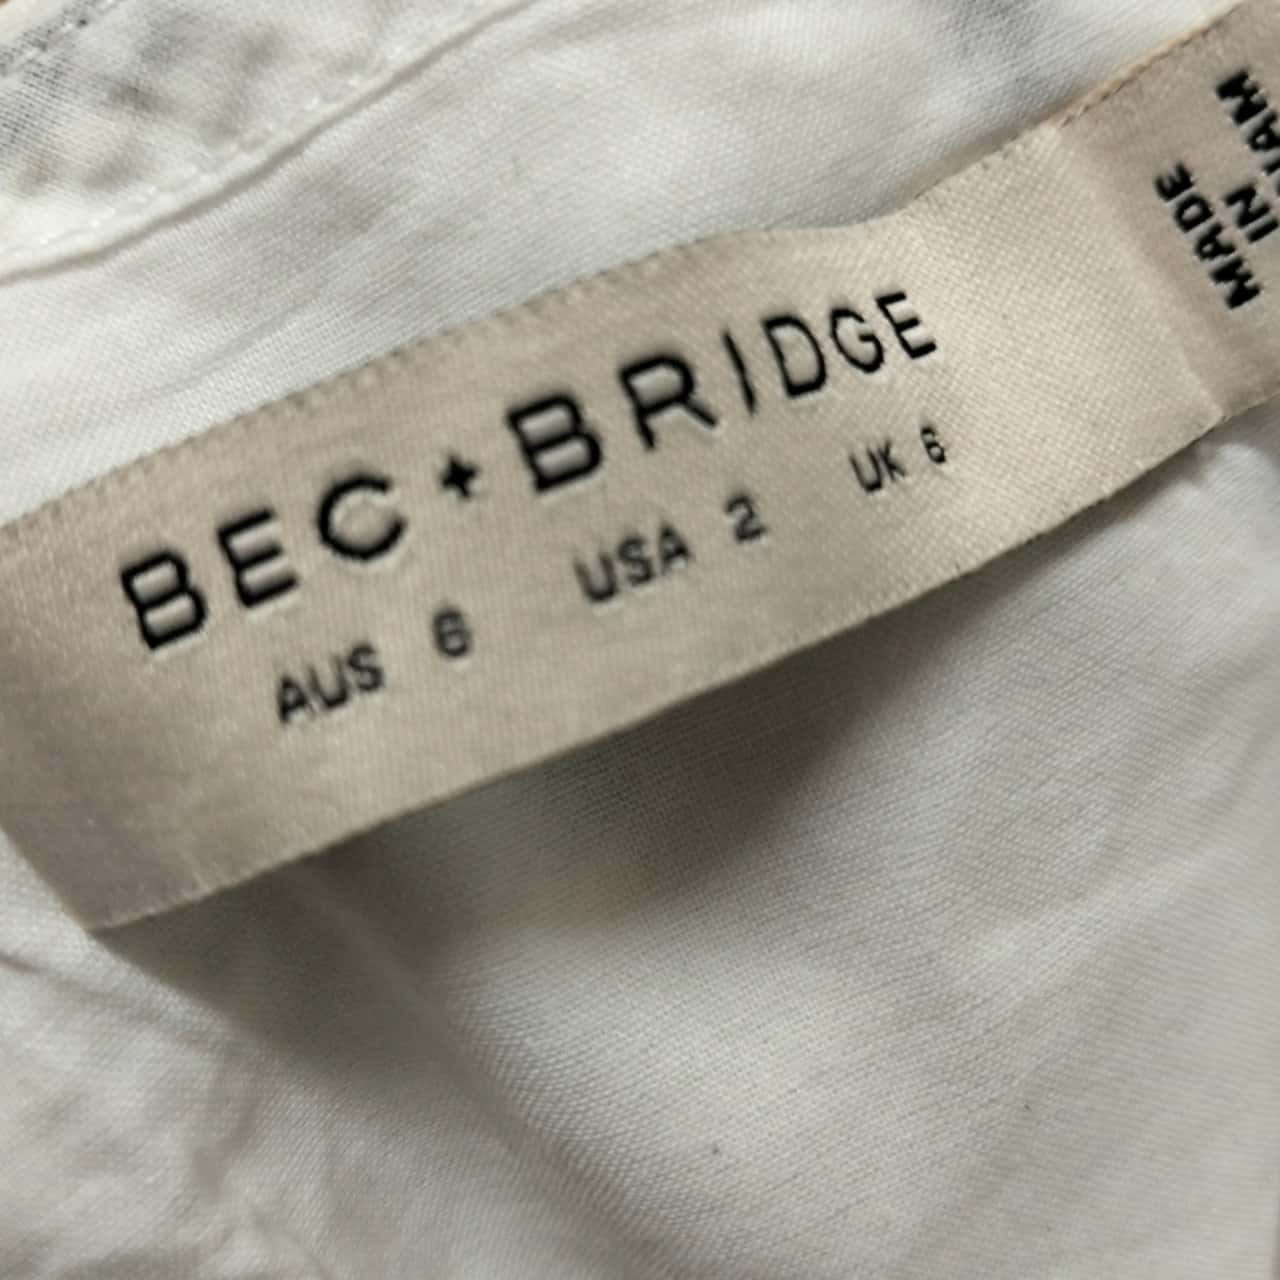 BEC + BRIDGE
AUS 6 USA 2 UK 6
MADE
IN